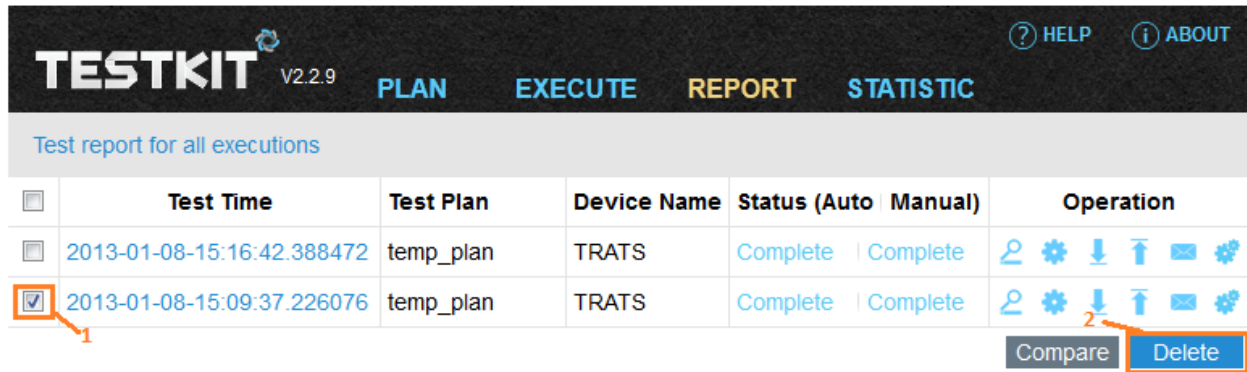 ? HELP i ABOUT
TESTKIT V2.2.9 PLAN EXECUTE REPORT STATISTIC
Test report for all executions
Test Time Test Plan Device Name Status (Auto | Manual) Operation
2013-01-08-15:16:42.388472 temp_plan TRATS Complete | Complete
2013-01-08-15:09:37.226076 temp_plan TRATS Complete | Complete
1 2
Compare Delete